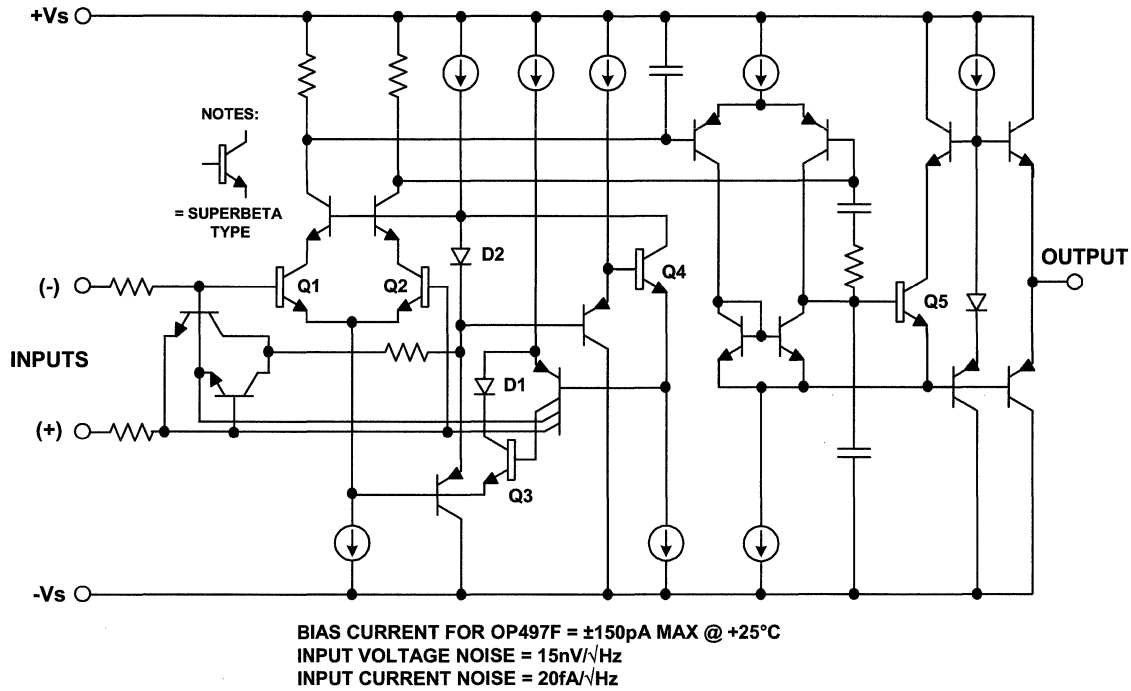 +Vs
NOTES:
= SUPERBETA
TYPE
D2
Q4
OUTPUT
(-)
Q1
Q2
Q5
INPUTS
D1
(+)
Q3
-Vs
BIAS CURRENT FOR OP497F = ±150pA MAX @ +25°C
INPUT VOLTAGE NOISE = 15nV/√Hz
INPUT CURRENT NOISE = 20fA/√Hz